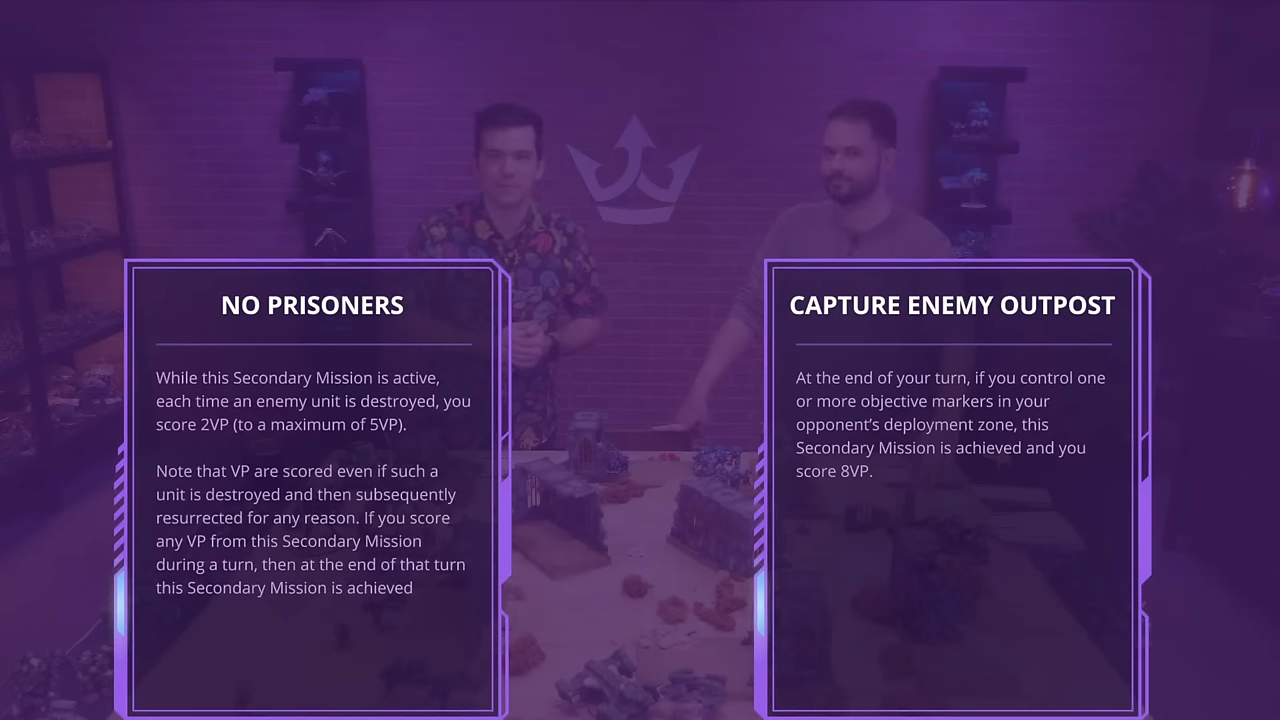 NO PRISONERS
While this Secondary Mission is active,
each time an enemy unit is destroyed, you
score 2VP (to a maximum of 5VP).
Note that VP are scored even if such a
unit is destroyed and then subsequently
resurrected for any reason. If you score
any VP from this Secondary Mission
during a turn, then at the end of that turn
this Secondary Mission is achieved
CAPTURE ENEMY OUTPOST
At the end of your turn, if you control one
or more objective markers in your
opponent’s deployment zone, this
Secondary Mission is achieved and you
score 8VP.